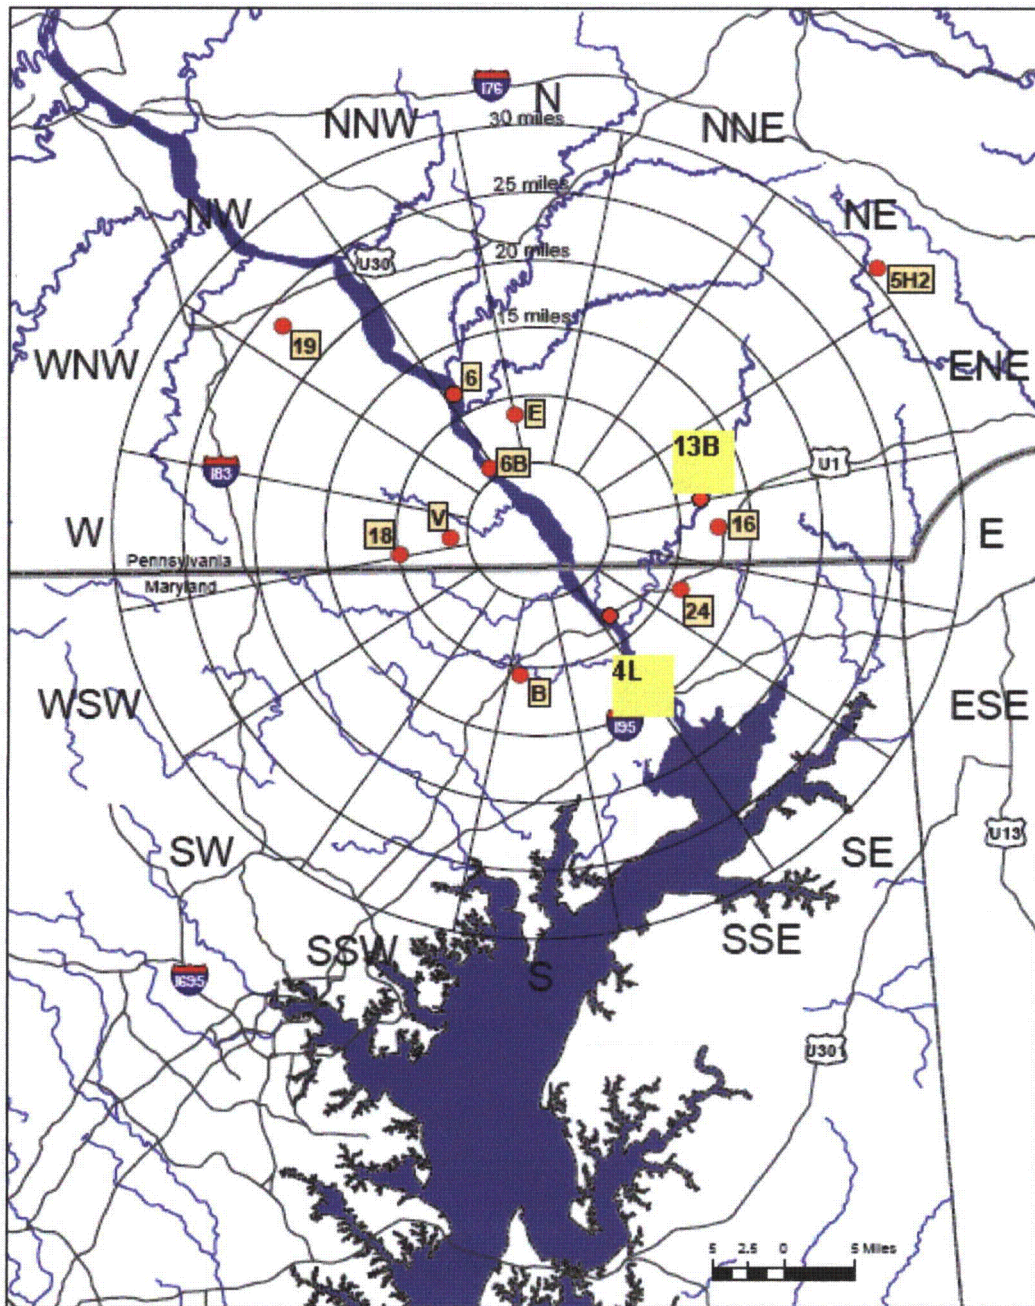 I76
N
30 miles
NNW
NNE
25 miles
NW
NE
20 miles
U30
5H2
15 miles
19
WNW
ENE
6
E
13B
6B
U1
I83
16
V
W
18
E
Pennsylvania
Maryland
24
4L
B
WSW
ESE
I95
U13
SW
SE
SSW
SSE
S
I695
U301
5 2.5 0 5 Miles